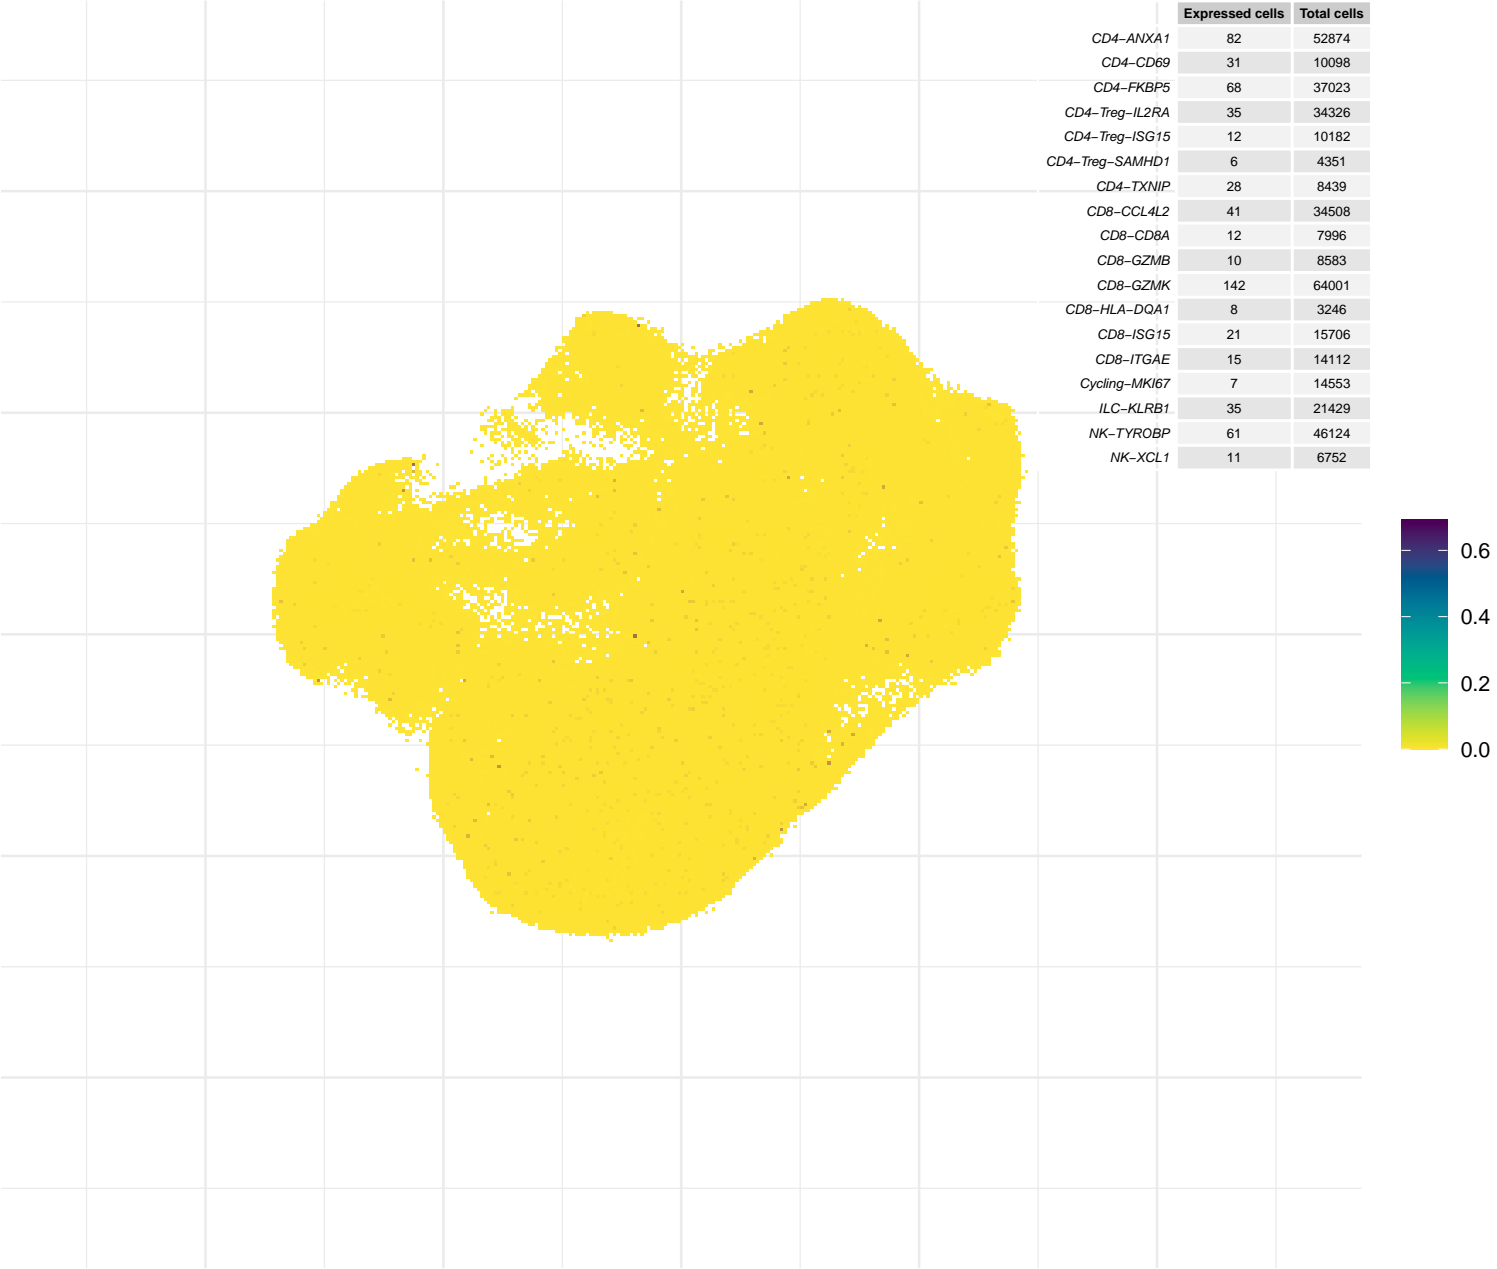 Expressed cells Total cells
CD4−ANXA1 82 52874
CD4−CD69 31 10098
CD4−FKBP5 68 37023
CD4−Treg−IL2RA 35 34326
CD4−Treg−ISG15 12 10182
CD4−Treg−SAMHD1 6 4351
CD4−TXNIP 28 8439
CD8−CCL4L2 41 34508
CD8−CD8A 12 7996
CD8−GZMB 10 8583
CD8−GZMK 142 64001
CD8−HLA−DQA1 8 3246
CD8−ISG15 21 15706
CD8−ITGAE 15 14112
Cycling−MKI67 7 14553
ILC−KLRB1 35 21429
NK−TYROBP 61 46124
NK−XCL1 11 6752
0.6
0.4
0.2
0.0